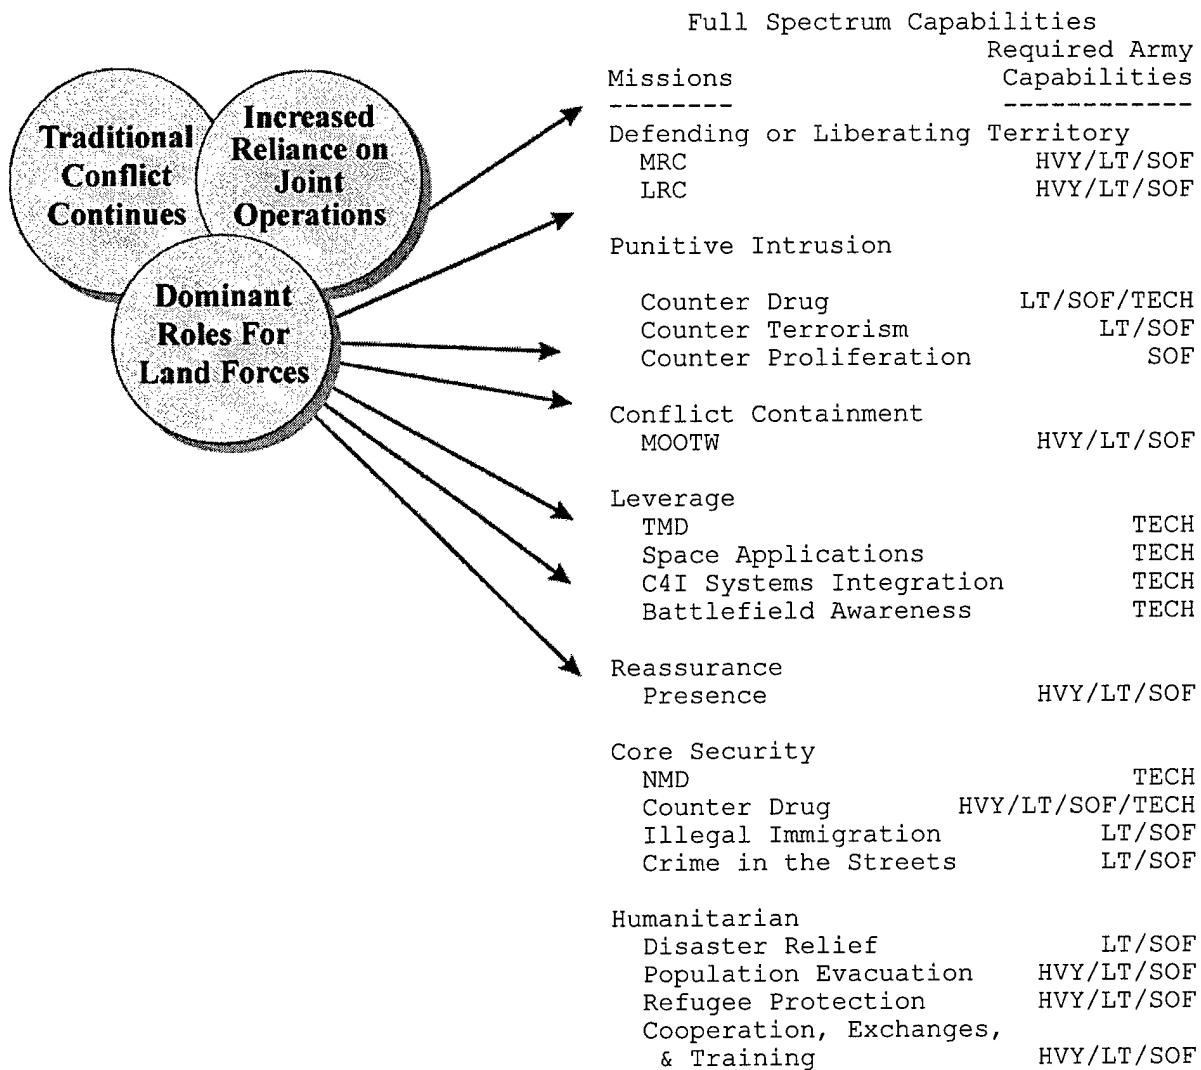 Traditional
Conflict
Continues
Increased
Reliance on
Joint
Operations
Dominant
Roles For
Land Forces
Full Spectrum Capabilities
Required Army
Missions Capabilities
-------- ------------
Defending or Liberating Territory
MRC HVY/LT/SOF
LRC HVY/LT/SOF
Punitive Intrusion
Counter Drug LT/SOF/TECH
Counter Terrorism LT/SOF
Counter Proliferation SOF
Conflict Containment
MOOTW HVY/LT/SOF
Leverage
TMD TECH
Space Applications TECH
C4I Systems Integration TECH
Battlefield Awareness TECH
Reassurance
Presence HVY/LT/SOF
Core Security
NMD TECH
Counter Drug HVY/LT/SOF/TECH
Illegal Immigration LT/SOF
Crime in the Streets LT/SOF
Humanitarian
Disaster Relief LT/SOF
Population Evacuation HVY/LT/SOF
Refugee Protection HVY/LT/SOF
Cooperation, Exchanges,
& Training HVY/LT/SOF